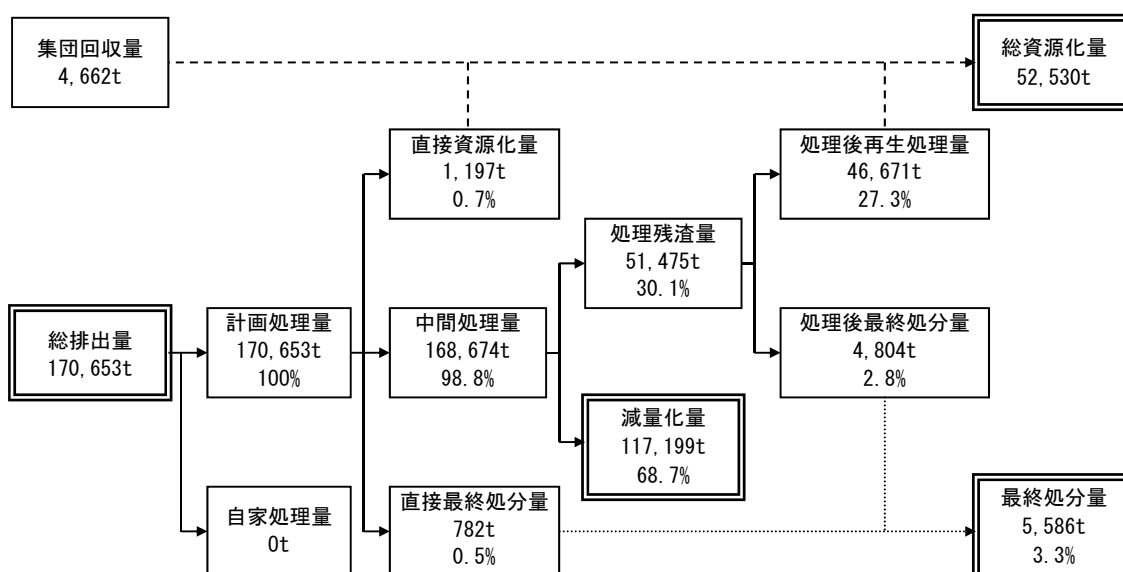 集団回収量
4,662t
総資源化量
52,530t
直接資源化量
1,197t
0.7%
処理後再生処理量
46,671t
27.3%
処理残渣量
51,475t
30.1%
総排出量
170,653t
計画処理量
170,653t
100%
中間処理量
168,674t
98.8%
処理後最終処分量
4,804t
2.8%
減量化量
117,199t
68.7%
自家処理量
0t
直接最終処分量
782t
0.5%
最終処分量
5,586t
3.3%